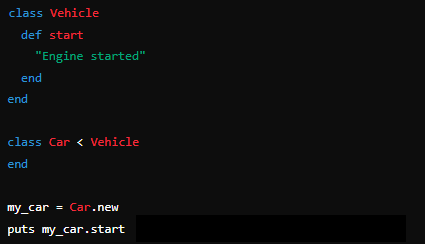 class Vehicle
  def start
    "Engine started"
  end
end

class Car < Vehicle
end

my_car = Car.new
puts my_car.start